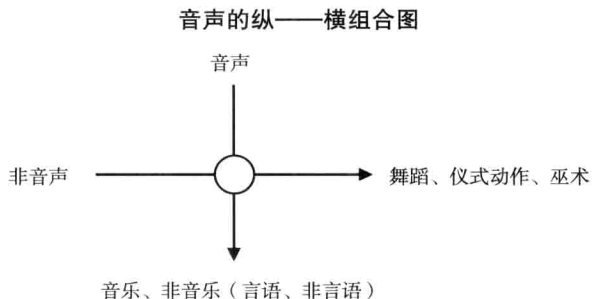 音声的纵——横组合图
音声
非音声
舞蹈、仪式动作、巫术
音乐、非音乐（言语、非言语）